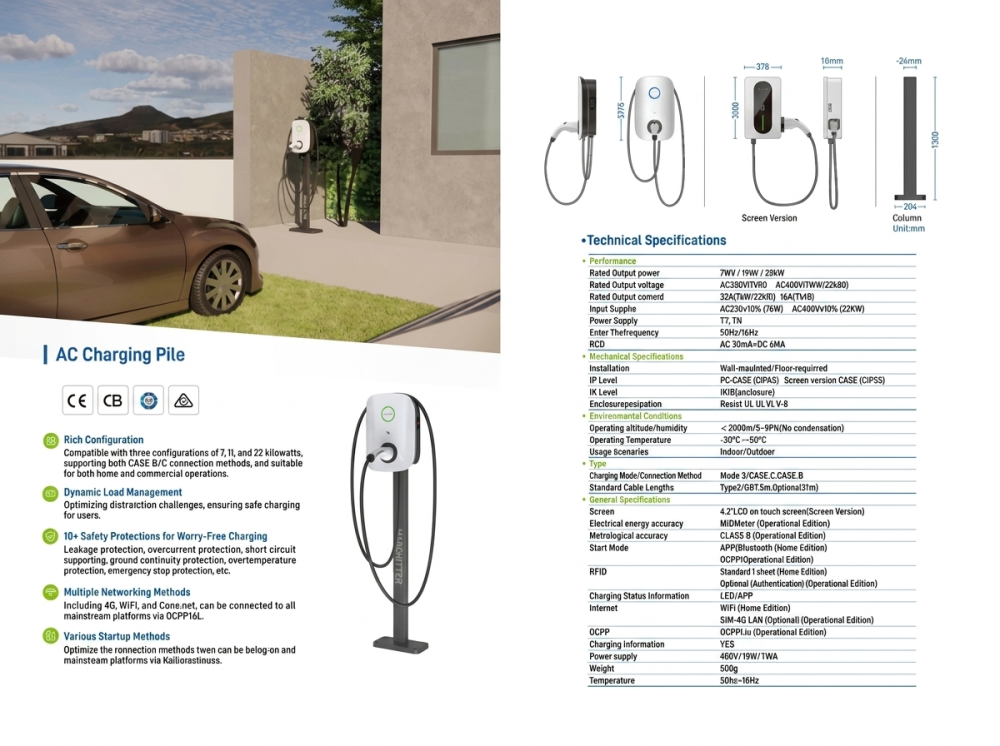 AC Charging Pile
CE
CB
Rich Configuration
Compatible with three configurations of 7, 11, and 22 kilowatts,
supporting both CASE B/C connection methods, and suitable
for both home and commercial operations.
Dynamic Load Management
Optimizing distraction challenges, ensuring safe charging
for users.
10+ Safety Protections for Worry-Free Charging
Leakage protection, overcurrent protection, short circuit
supporting, ground continuity protection, overtemperature
protection, emergency stop protection, etc.
Multiple Networking Methods
Including 4G, WiFI, and Cone.net, can be connected to all
mainstream platforms via OCPP16L.
Various Startup Methods
Optimize the ronnection methods twen can be belog-on and
mainsteam platforms via Kailiorastinuss.
378
10mm
-26mm
3000
1300
204
Screen Version
Column
Unit:mm
•Technical Specifications
• Performance
Rated Output power 7WV / 19W / 28kW
Rated Output voltage AC380VITVRO AC400VITWW/22k80)
Rated Output comerd 32A(TkW/22kR) 16A(TVIB)
Input Supphe AC230v10% (76W) AC400Vv10% (22KW)
Power Supply T7, TN
Enter Thefrequency 50Hz/16Hz
RCD AC 30mA=DC 6MA
• Mechanical Specifications
Installation Wall-maulnted/Floor-requirred
IP Level PC-CASE (CIPAS) Screen version CASE (CIPSS)
IK Level IKIB(anclosure)
Enclosurepesipation Resist UL UL VL V-8
• Environmantal Conditions
Operating altitude/humidity < 2000m/5-9PN(No condensation)
Operating Temperature -30°C ~-50°C
Usage Scenaries Indoor/Outdoor
• Type
Charging Mode/Connection Method Mode 3/CASE.C.CASE.B
Standard Cable Lengths Type2/GBT.5m.Optional31m)
• General Specifications
Screen 4.2"LCD on touch screen(Screen Version)
Electrical energy accuracy MiDMeter (Operational Edition)
Metrological accuracy CLASS B (Operational Edition)
Start Mode APP(Blustooth (Home Edition)
OCPPIOperational Edition)
RFID Standard 1 sheet (Home Edition)
Optional (Authentication) (Operational Edition)
Charging Status Information LED/APP
Internet WiFi (Home Edition)
SIM-4G LAN (Optionall (Operational Edition)
OCPP OCPPI.iu (Operational Edition)
Charging Information YES
Power supply 460V/19W/TWA
Weight 500g
Temperature 50hs~16Hz